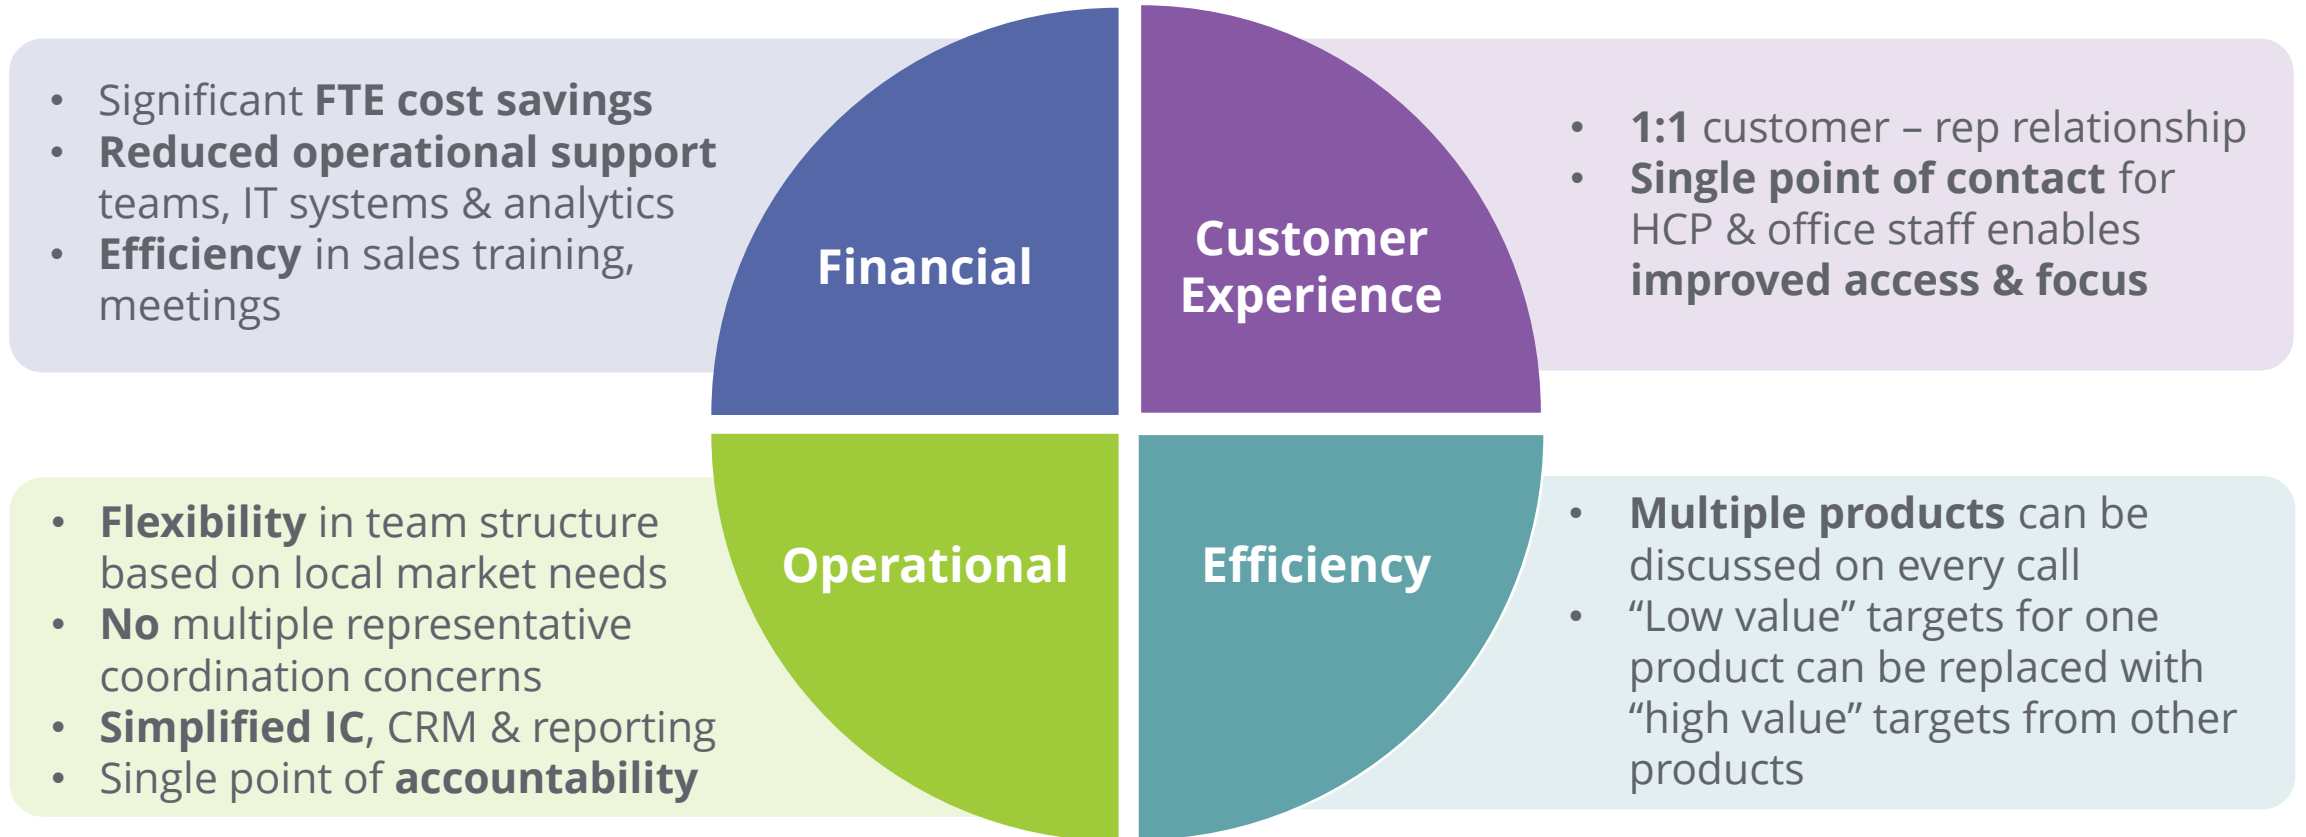 • Significant FTE cost savings
• Reduced operational support
teams, IT systems & analytics
• Efficiency in sales training,
meetings
Financial
Customer
Experience
• 1:1 customer – rep relationship
• Single point of contact for
HCP & office staff enables
improved access & focus
• Flexibility in team structure
based on local market needs
• No multiple representative
coordination concerns
• Simplified IC, CRM & reporting
• Single point of accountability
Operational
Efficiency
• Multiple products can be
discussed on every call
• “Low value” targets for one
product can be replaced with
“high value” targets from other
products